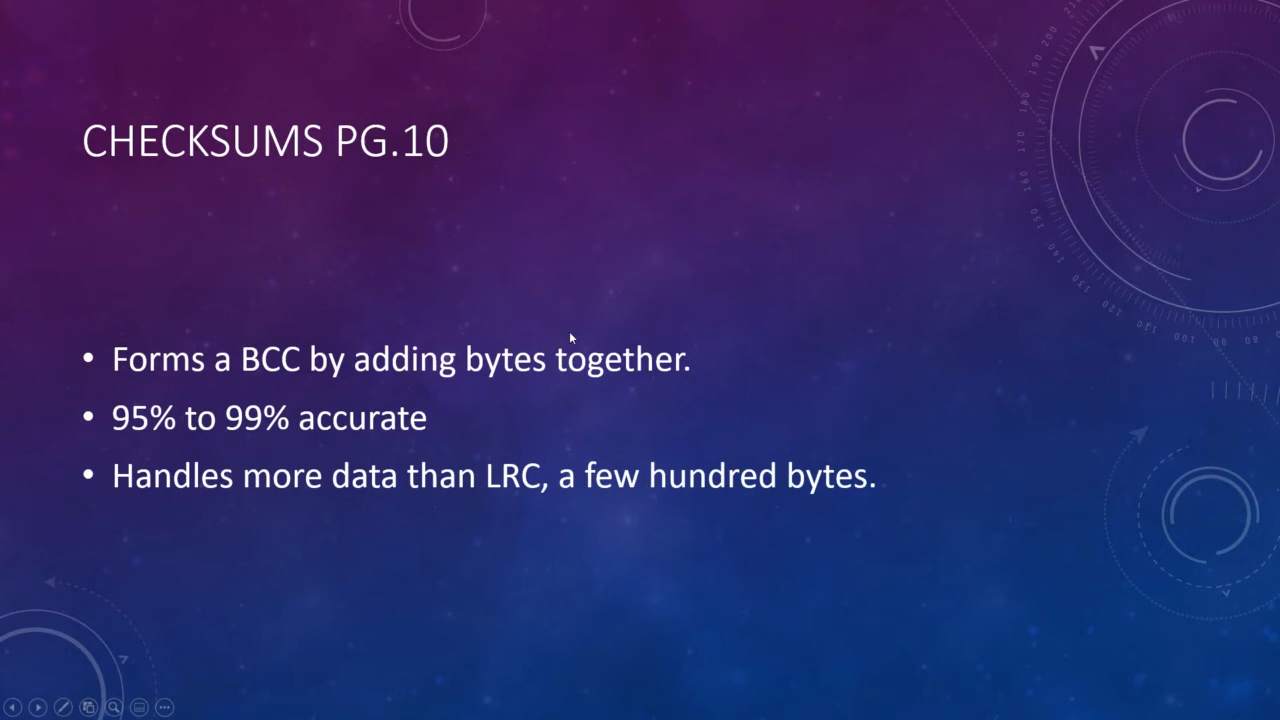 CHECKSUMS PG.10
• Forms a BCC by adding bytes together.
• 95% to 99% accurate
• Handles more data than LRC, a few hundred bytes.